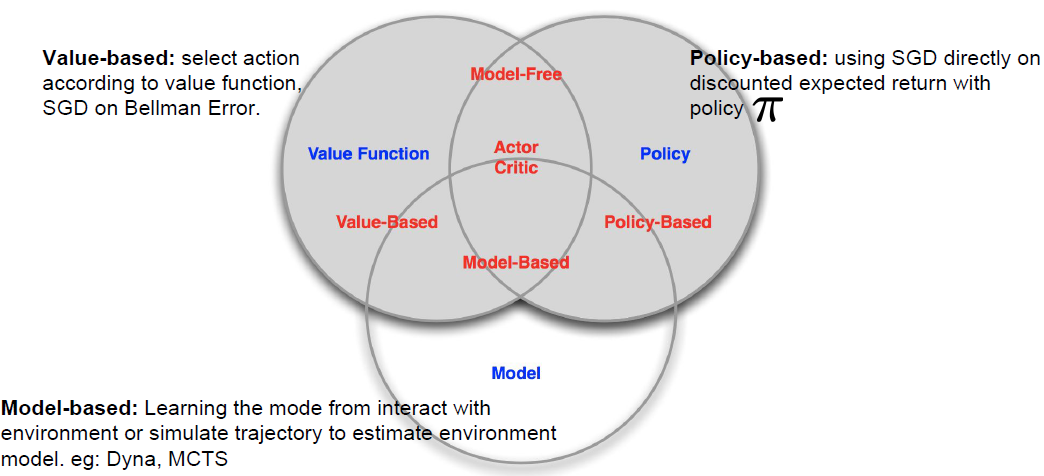 Value-based: select action
according to value function,
SGD on Bellman Error.
Policy-based: using SGD directly on
discounted expected return with
policy π
Model-Free
Value Function
Actor
Critic
Policy
Value-Based
Policy-Based
Model-Based
Model
Model-based: Learning the mode from interact with
environment or simulate trajectory to estimate environment
model. eg: Dyna, MCTS